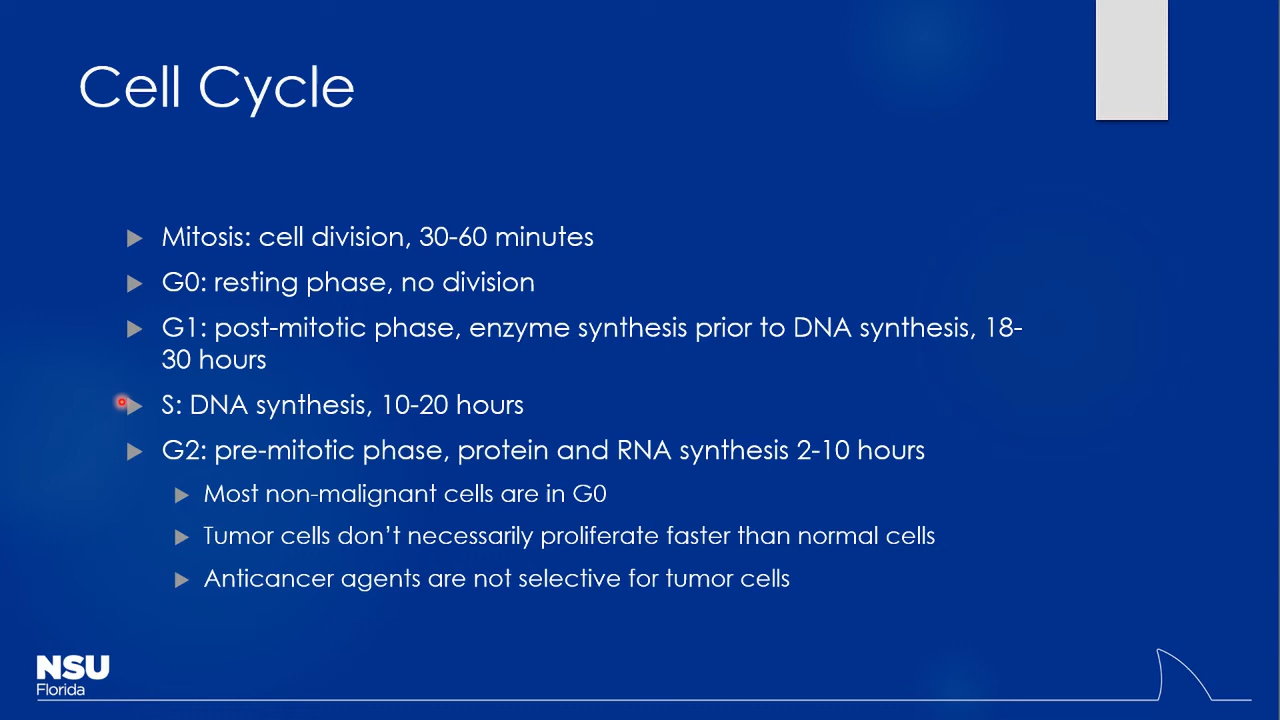 Cell Cycle
Mitosis: cell division, 30-60 minutes
G0: resting phase, no division
G1: post-mitotic phase, enzyme synthesis prior to DNA synthesis, 18-
30 hours
S: DNA synthesis, 10-20 hours
G2: pre-mitotic phase, protein and RNA synthesis 2-10 hours
Most non-malignant cells are in G0
Tumor cells don’t necessarily proliferate faster than normal cells
Anticancer agents are not selective for tumor cells
NSU
Florida